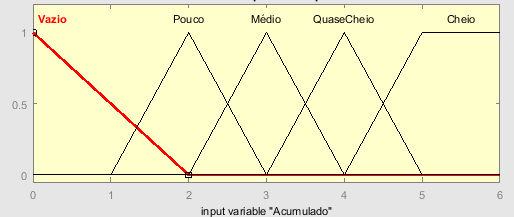 Vazio Pouco Médio QuaseCheio Cheio
1
0.5
0
0 1 2 3 4 5 6
input variable "Acumulado"